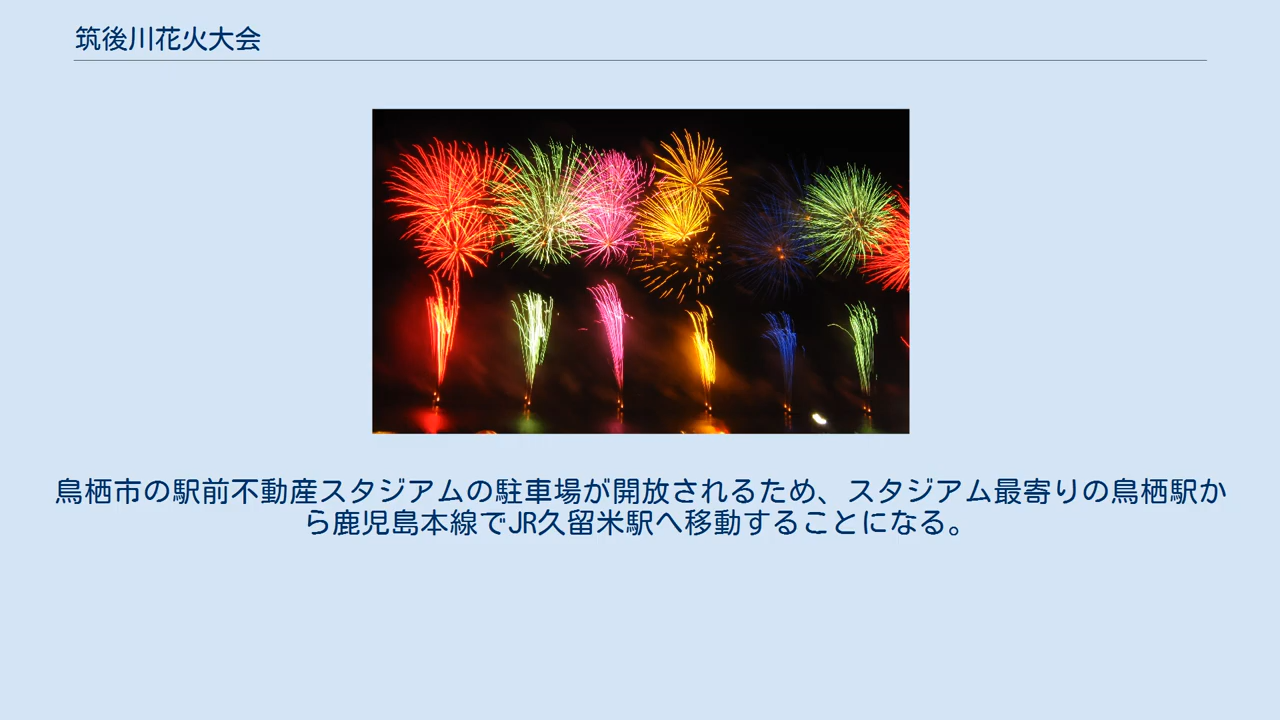 筑後川花火大会
鳥栖市の駅前不動産スタジアムの駐車場が開放されるため、スタジアム最寄りの鳥栖駅か
ら鹿児島本線でJR久留米駅へ移動することになる。